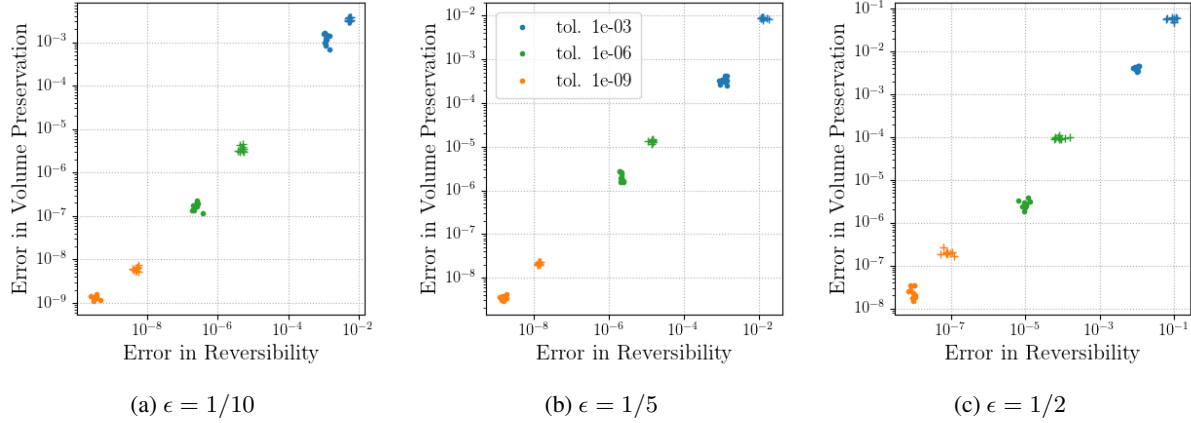 10⁻³
10⁻⁴
10⁻⁵
10⁻⁶
10⁻⁷
10⁻⁸
10⁻⁹
Error in Volume Preservation
10⁻⁸
10⁻⁶
10⁻⁴
10⁻²
Error in Reversibility
(a) ϵ = 1/10
10⁻²
10⁻³
10⁻⁴
10⁻⁵
10⁻⁶
10⁻⁷
10⁻⁸
Error in Volume Preservation
tol. 1e-03
tol. 1e-06
tol. 1e-09
10⁻⁸
10⁻⁶
10⁻⁴
10⁻²
Error in Reversibility
(b) ϵ = 1/5
10⁻¹
10⁻²
10⁻³
10⁻⁴
10⁻⁵
10⁻⁶
10⁻⁷
10⁻⁸
Error in Volume Preservation
10⁻⁷
10⁻⁵
10⁻³
10⁻¹
Error in Reversibility
(c) ϵ = 1/2